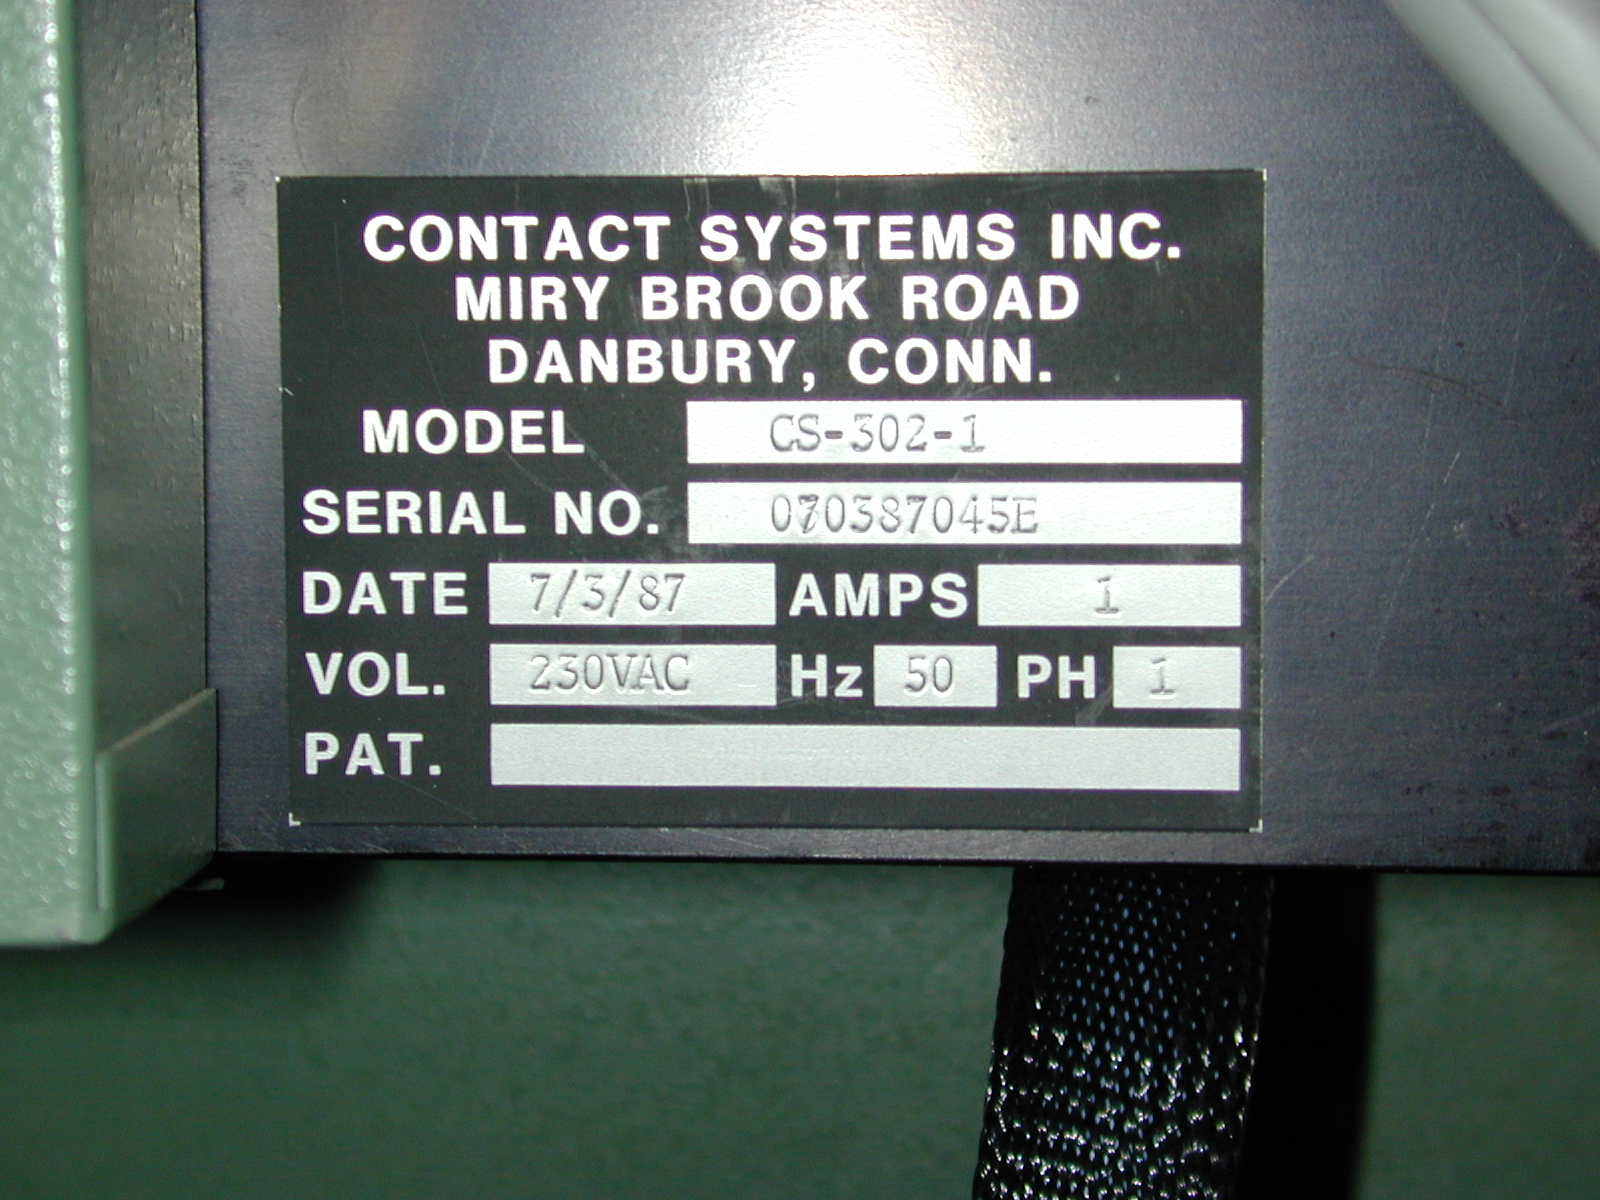 CONTACT SYSTEMS INC.
MIRY BROOK ROAD
DANBURY, CONN.
MODEL CS-302-1
SERIAL NO. 070387045E
DATE 7/3/87 AMPS 1
VOL. 230VAC Hz 50 PH 1
PAT.